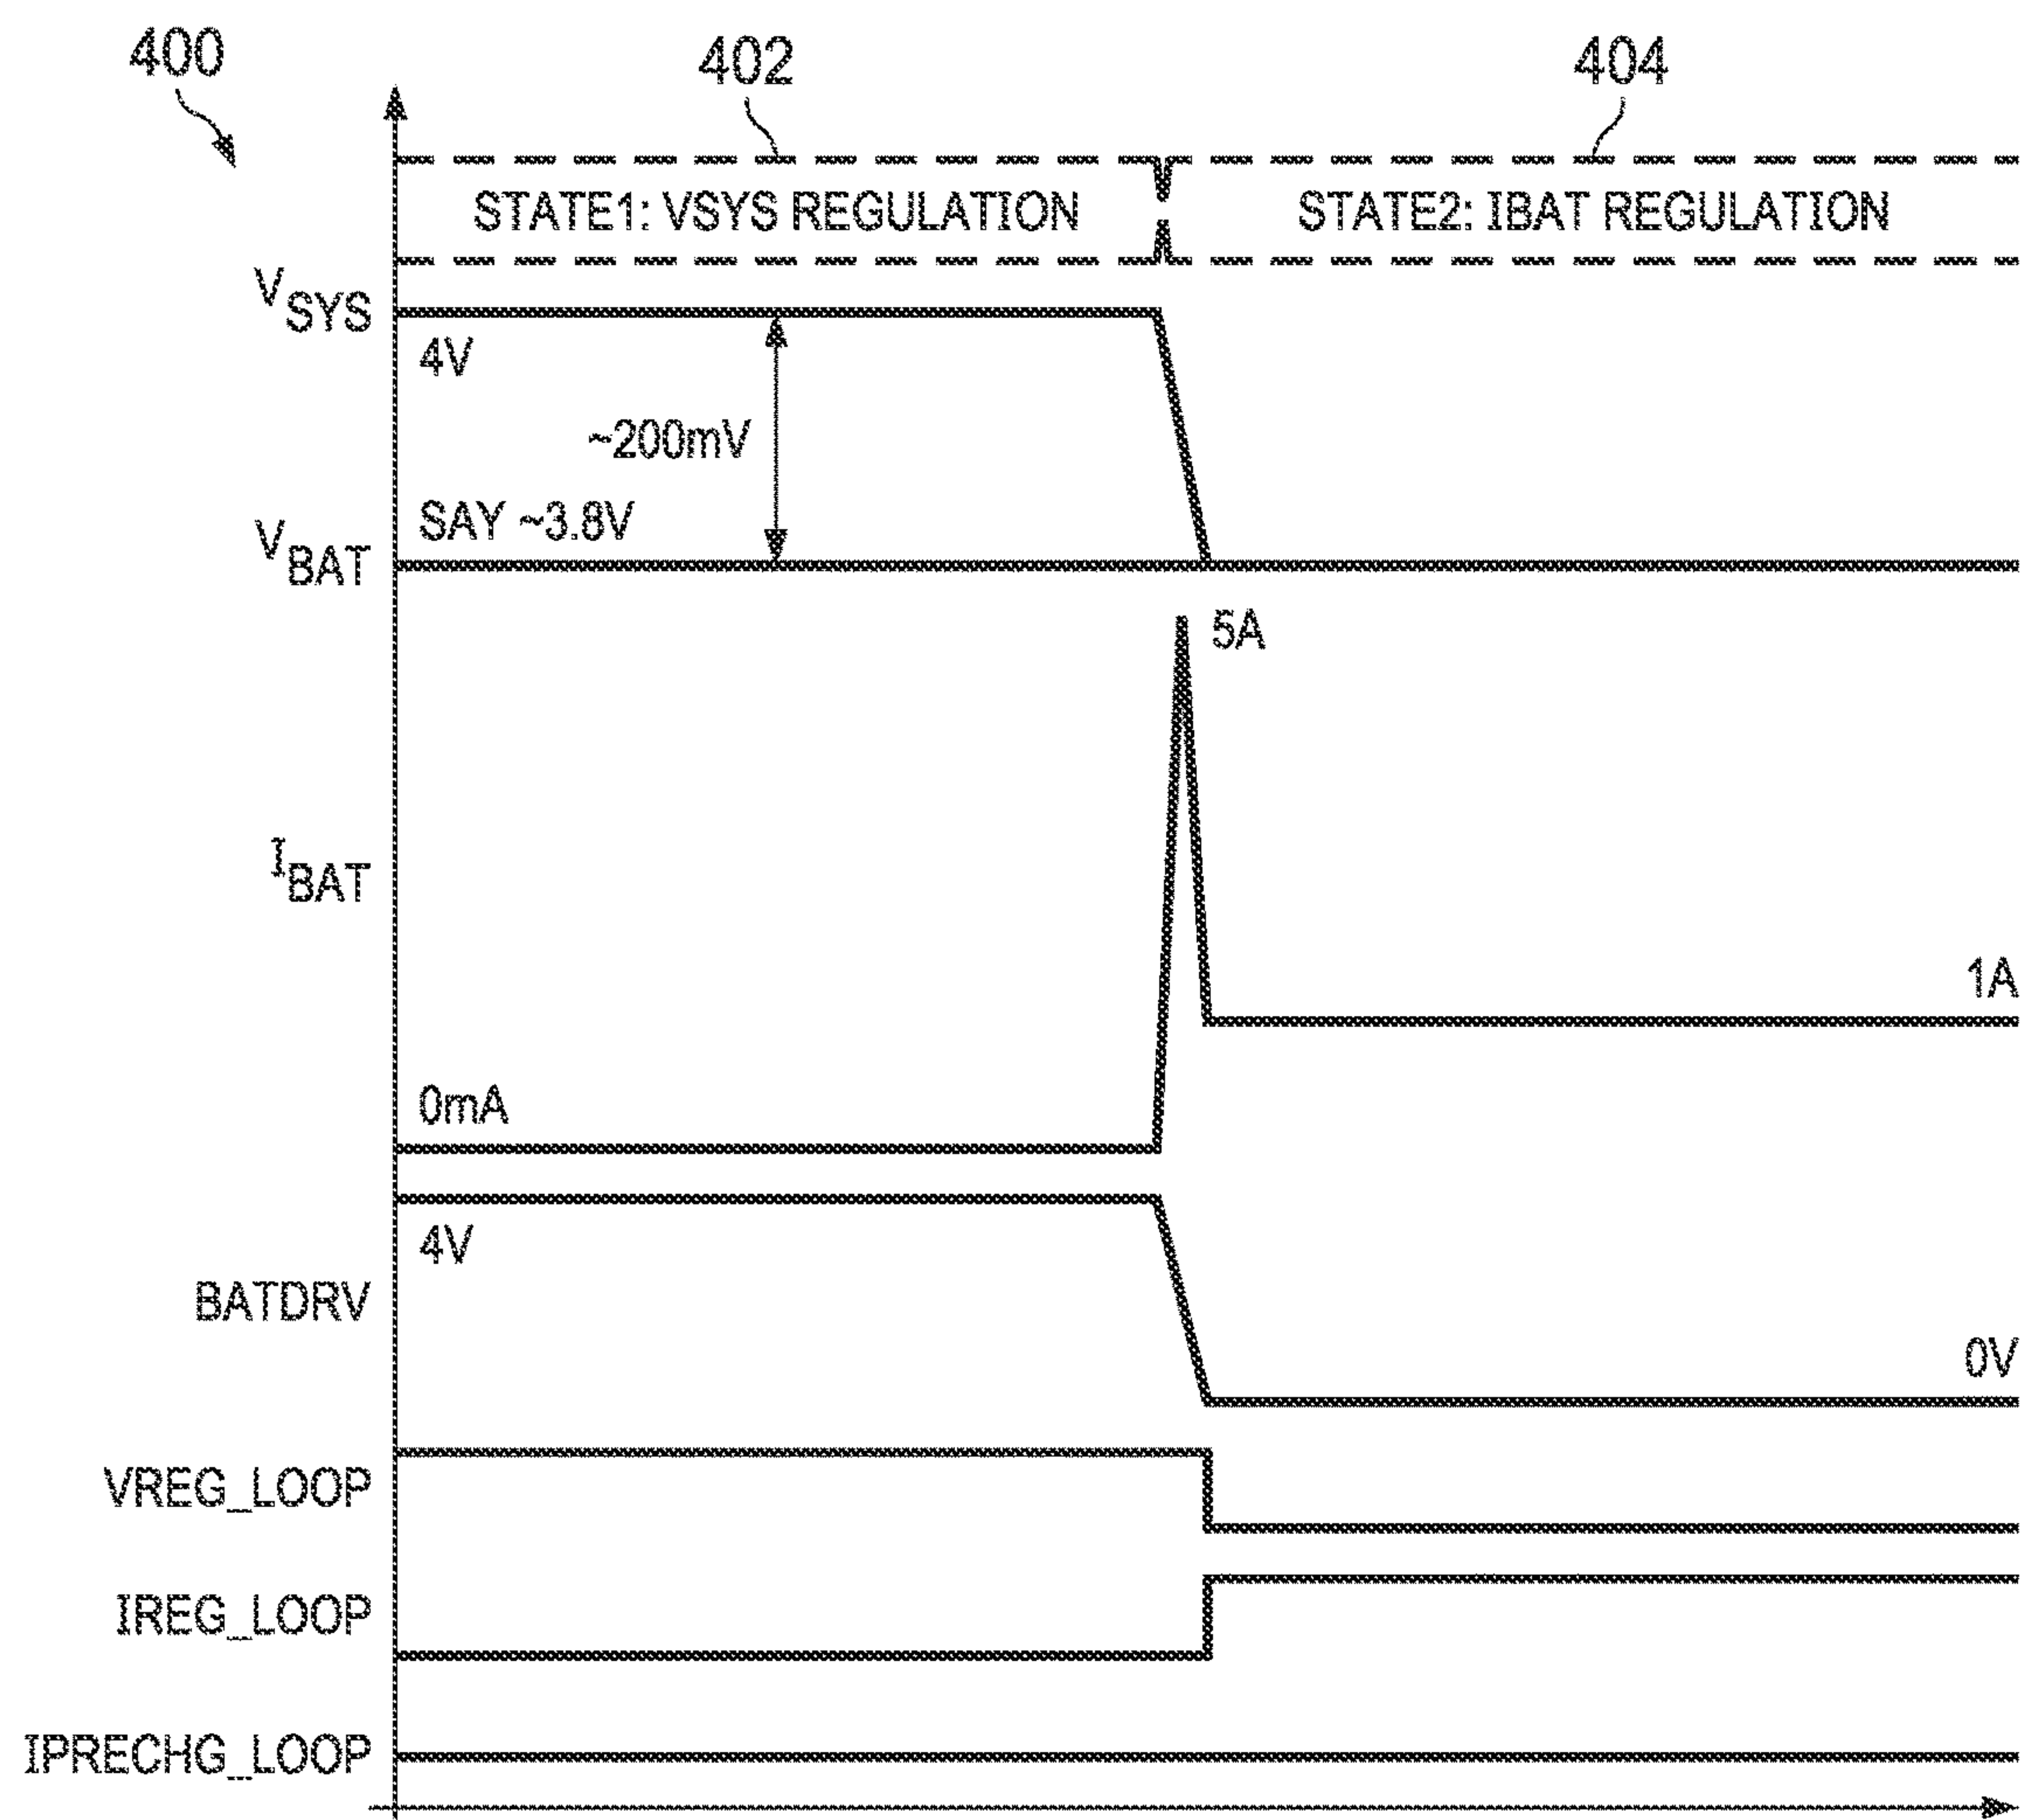 400
402
404
STATE1: VSYS REGULATION
STATE2: IBAT REGULATION
VSYS
4V
~200mV
SAY ~3.8V
VBAT
5A
IBAT
1A
0mA
4V
BATDRV
0V
VREG_LOOP
IREG_LOOP
IPRECHG_LOOP